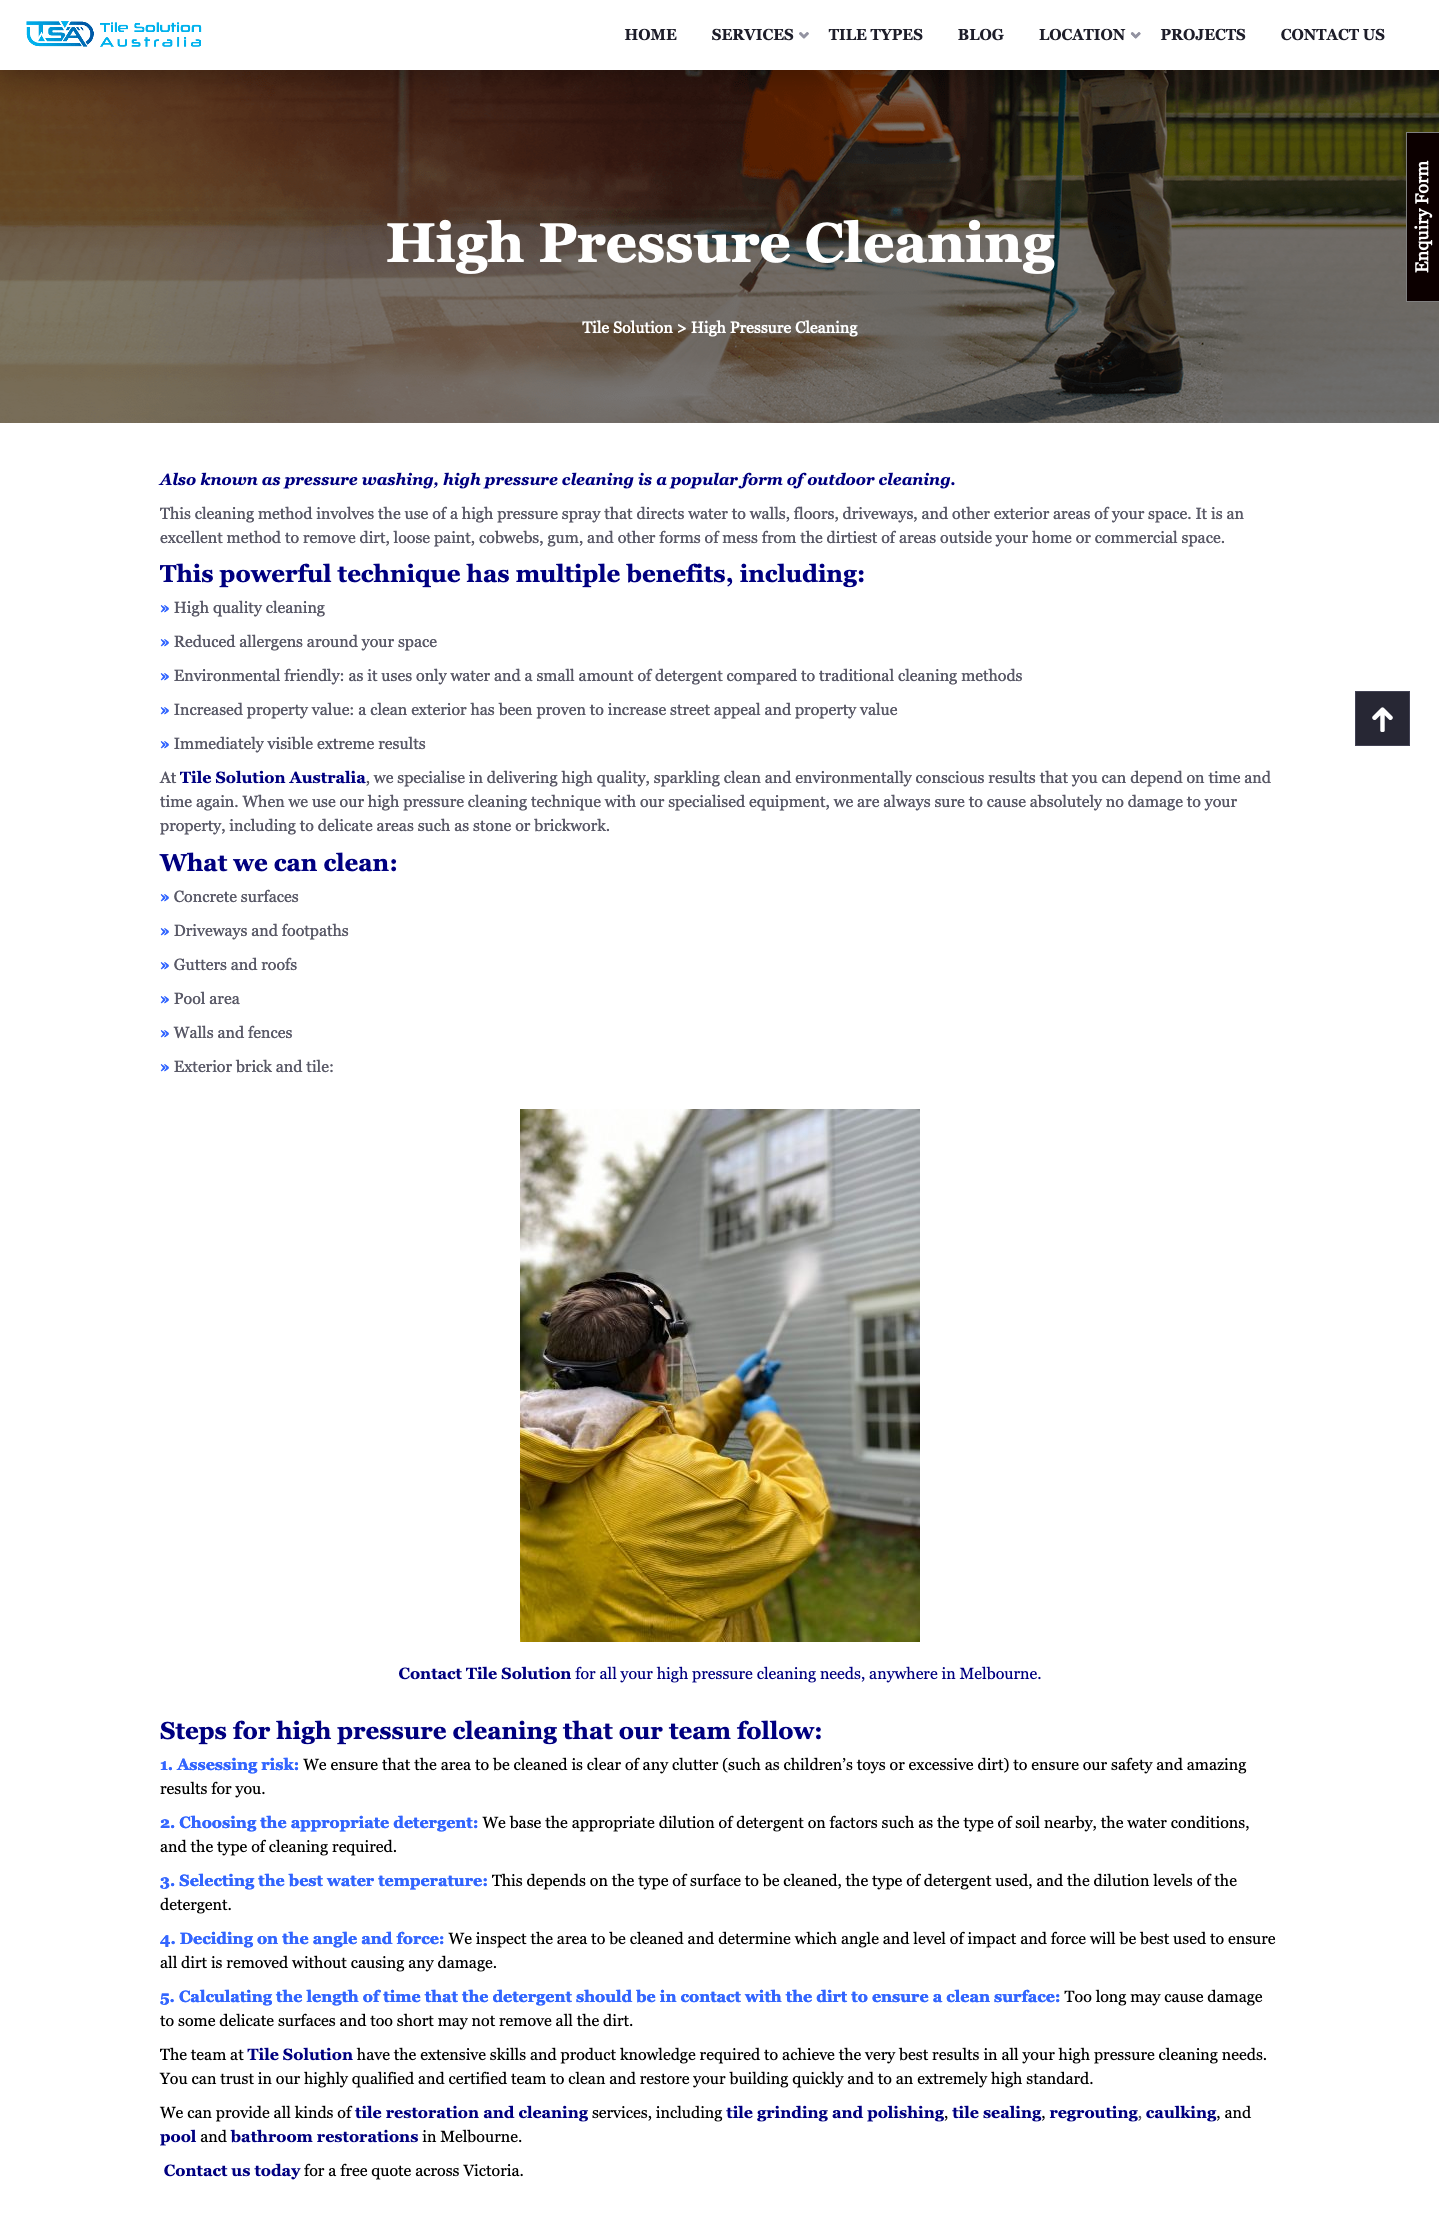 TSA Tile Solution
Australia
HOME SERVICES TILE TYPES BLOG LOCATION PROJECTS CONTACT US
Enquiry Form
High Pressure Cleaning
Tile Solution > High Pressure Cleaning
Also known as pressure washing, high pressure cleaning is a popular form of outdoor cleaning.
This cleaning method involves the use of a high pressure spray that directs water to walls, floors, driveways, and other exterior areas of your space. It is an
excellent method to remove dirt, loose paint, cobwebs, gum, and other forms of mess from the dirtiest of areas outside your home or commercial space.
This powerful technique has multiple benefits, including:
» High quality cleaning
» Reduced allergens around your space
» Environmental friendly: as it uses only water and a small amount of detergent compared to traditional cleaning methods
» Increased property value: a clean exterior has been proven to increase street appeal and property value
» Immediately visible extreme results
At Tile Solution Australia, we specialise in delivering high quality, sparkling clean and environmentally conscious results that you can depend on time and
time again. When we use our high pressure cleaning technique with our specialised equipment, we are always sure to cause absolutely no damage to your
property, including to delicate areas such as stone or brickwork.
What we can clean:
» Concrete surfaces
» Driveways and footpaths
» Gutters and roofs
» Pool area
» Walls and fences
» Exterior brick and tile:
Contact Tile Solution for all your high pressure cleaning needs, anywhere in Melbourne.
Steps for high pressure cleaning that our team follow:
1. Assessing risk: We ensure that the area to be cleaned is clear of any clutter (such as children’s toys or excessive dirt) to ensure our safety and amazing
results for you.
2. Choosing the appropriate detergent: We base the appropriate dilution of detergent on factors such as the type of soil nearby, the water conditions,
and the type of cleaning required.
3. Selecting the best water temperature: This depends on the type of surface to be cleaned, the type of detergent used, and the dilution levels of the
detergent.
4. Deciding on the angle and force: We inspect the area to be cleaned and determine which angle and level of impact and force will be best used to ensure
all dirt is removed without causing any damage.
5. Calculating the length of time that the detergent should be in contact with the dirt to ensure a clean surface: Too long may cause damage
to some delicate surfaces and too short may not remove all the dirt.
The team at Tile Solution have the extensive skills and product knowledge required to achieve the very best results in all your high pressure cleaning needs.
You can trust in our highly qualified and certified team to clean and restore your building quickly and to an extremely high standard.
We can provide all kinds of tile restoration and cleaning services, including tile grinding and polishing, tile sealing, regrouting, caulking, and
pool and bathroom restorations in Melbourne.
Contact us today for a free quote across Victoria.